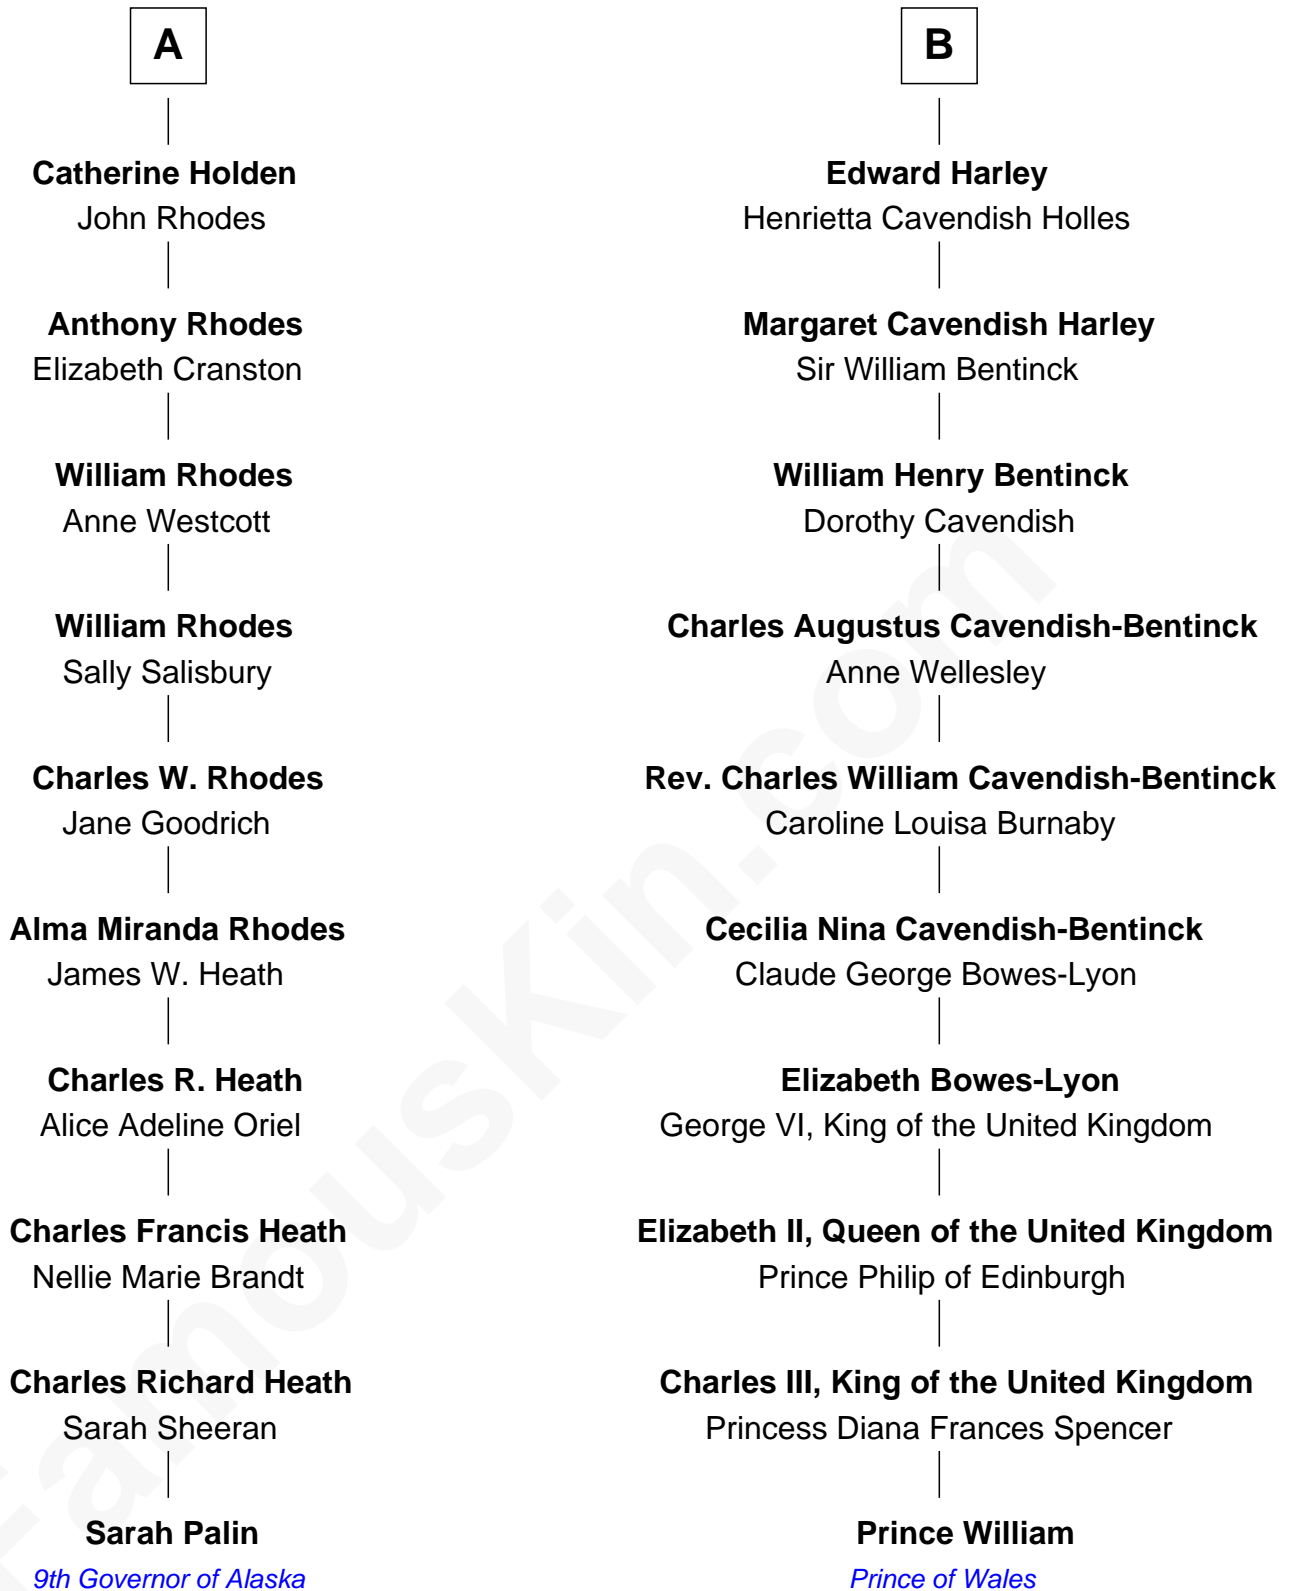 A
Catherine Holden
John Rhodes
Anthony Rhodes
Elizabeth Cranston
William Rhodes
Anne Westcott
William Rhodes
Sally Salisbury
Charles W. Rhodes
Jane Goodrich
Alma Miranda Rhodes
James W. Heath
Charles R. Heath
Alice Adeline Oriel
Charles Francis Heath
Nellie Marie Brandt
Charles Richard Heath
Sarah Sheeran
Sarah Palin
9th Governor of Alaska
B
Edward Harley
Henrietta Cavendish Holles
Margaret Cavendish Harley
Sir William Bentinck
William Henry Bentinck
Dorothy Cavendish
Charles Augustus Cavendish-Bentinck
Anne Wellesley
Rev. Charles William Cavendish-Bentinck
Caroline Louisa Burnaby
Cecilia Nina Cavendish-Bentinck
Claude George Bowes-Lyon
Elizabeth Bowes-Lyon
George VI, King of the United Kingdom
Elizabeth II, Queen of the United Kingdom
Prince Philip of Edinburgh
Charles III, King of the United Kingdom
Princess Diana Frances Spencer
Prince William
Prince of Wales
FamousKin.com